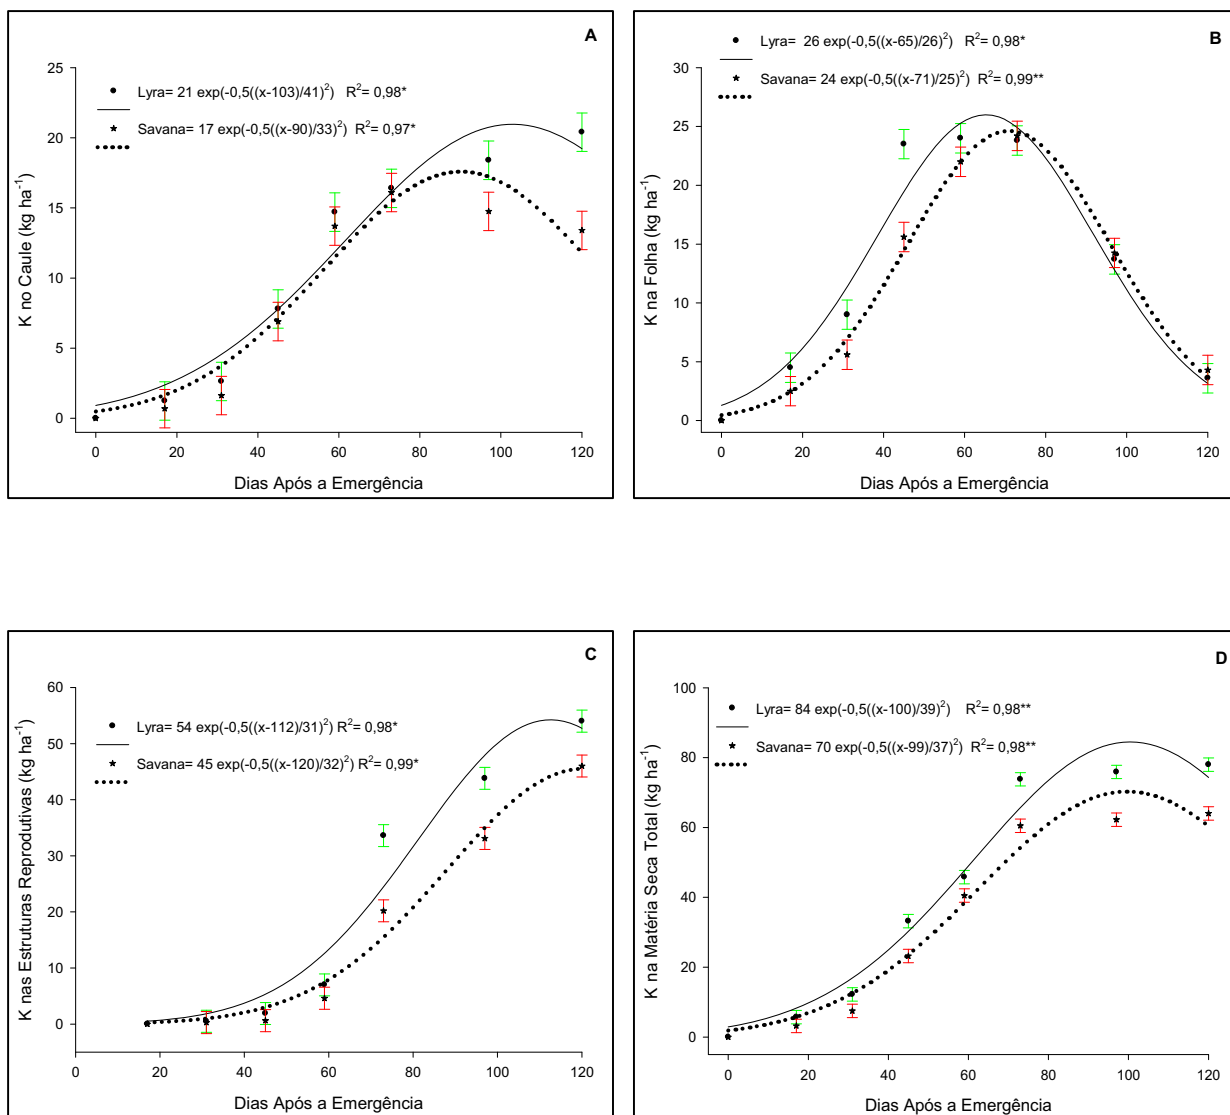 A
Lyra= 21 exp(-0,5((x-103)/41)²) R²= 0,98*
Savana= 17 exp(-0,5((x-90)/33)²) R²= 0,97*
K no Caule (kg ha⁻¹)
25
20
15
10
5
0
0 20 40 60 80 100 120
Dias Após a Emergência
B
Lyra= 26 exp(-0,5((x-65)/26)²) R²= 0,98*
Savana= 24 exp(-0,5((x-71)/25)²) R²= 0,99**
K na Folha (kg ha⁻¹)
30
25
20
15
10
5
0
0 20 40 60 80 100 120
Dias Após a Emergência
C
Lyra= 54 exp(-0,5((x-112)/31)²) R²= 0,98*
Savana= 45 exp(-0,5((x-120)/32)²) R²= 0,99*
K nas Estruturas Reprodutivas (kg ha⁻¹)
60
50
40
30
20
10
0
0 20 40 60 80 100 120
Dias Após a Emergência
D
Lyra= 84 exp(-0,5((x-100)/39)²) R²= 0,98**
Savana= 70 exp(-0,5((x-99)/37)²) R²= 0,98**
K na Matéria Seca Total (kg ha⁻¹)
100
80
60
40
20
0
0 20 40 60 80 100 120
Dias Após a Emergência